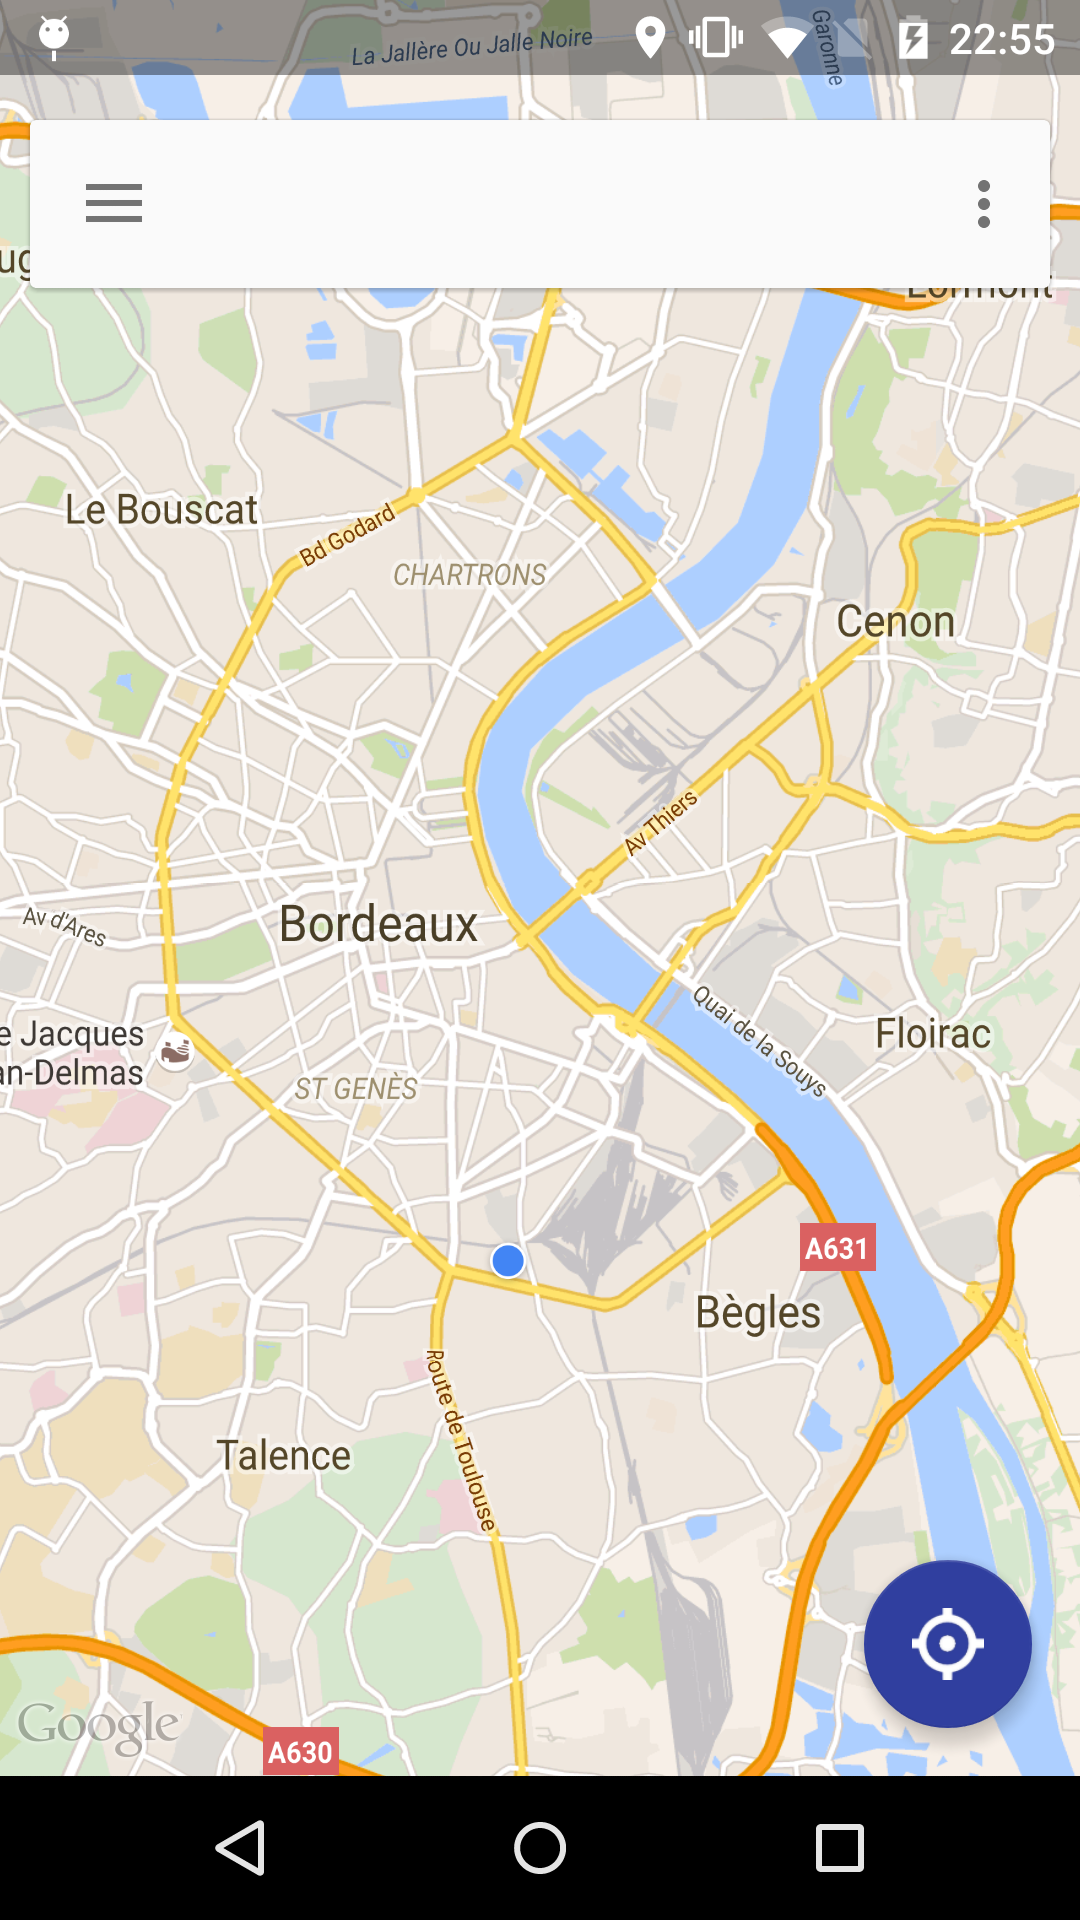 La Jallère Ou Jalle Noire
Garonne
22:55
Lormont
Le Bouscat
Bd Godard
CHARTRONS
Cenon
Av Thiers
Bordeaux
Av d'Ares
Quai de la Souys
e Jacques
an-Delmas
Floirac
ST GENÈS
A631
Bègles
Route de Toulouse
Talence
Google
A630